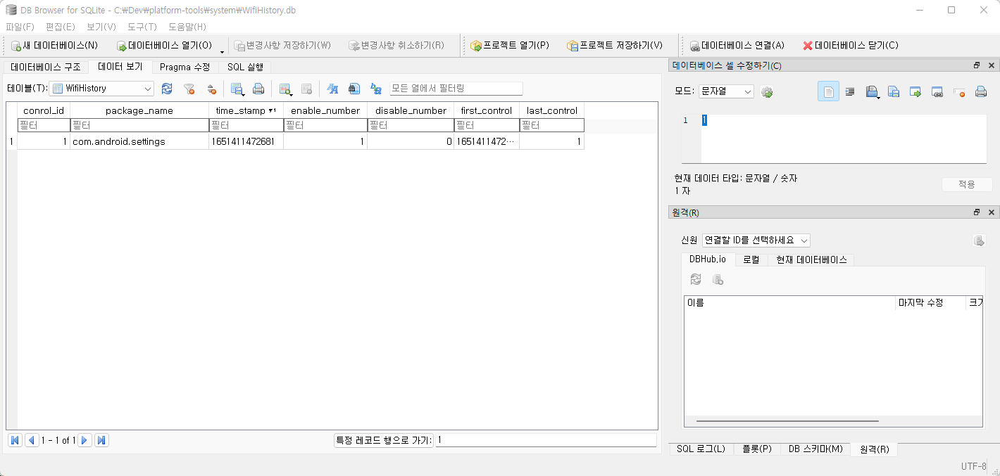 DB Browser for SQLite - C:₩Dev₩platform-tools₩system₩WifiHistory.db
파일(F) 편집(E) 보기(V) 도구(T) 도움말(H)
새 데이터베이스(N) 데이터베이스 열기(O) 변경사항 저장하기(W) 변경사항 취소하기(R) 프로젝트 열기(P) 프로젝트 저장하기(V) 데이터베이스 연결(A) 데이터베이스 닫기(C)
데이터베이스 구조 데이터 보기 Pragma 수정 SQL 실행
테이블(T): WifiHistory 모든 열에서 필터링
conrol_id package_name time_stamp ▼1 enable_number disable_number first_control last_control
필터 필터 필터 필터 필터 필터 필터
1 1 com.android.settings 1651411472681 1 0 1651411472… 1
1 - 1 of 1 특정 레코드 행으로 가기: 1
데이터베이스 셀 수정하기(C)
모드: 문자열
1 1
현재 데이터 타입: 문자열 / 숫자
1 자
적용
원격(R)
신원 연결할 ID를 선택하세요
DBHub.io 로컬 현재 데이터베이스
이름 마지막 수정 크기
SQL 로그(L) 플롯(P) DB 스키마(M) 원격(R)
UTF-8